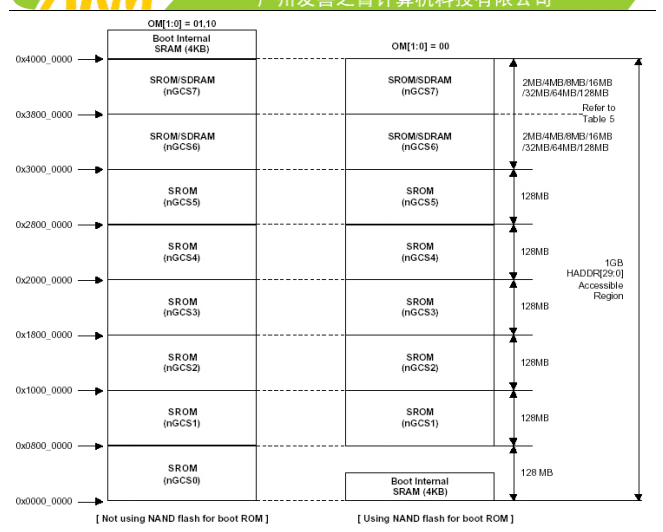 广州友善之臂计算机科技有限公司
OM[1:0] = 01,10
Boot Internal
SRAM (4KB)
OM[1:0] = 00
0x4000_0000
SROM/SDRAM
(nGCS7)
SROM/SDRAM
(nGCS7)
2MB/4MB/8MB/16MB
/32MB/64MB/128MB
Refer to
Table 5
0x3800_0000
SROM/SDRAM
(nGCS6)
SROM/SDRAM
(nGCS6)
2MB/4MB/8MB/16MB
/32MB/64MB/128MB
0x3000_0000
SROM
(nGCS5)
SROM
(nGCS5)
128MB
0x2800_0000
SROM
(nGCS4)
SROM
(nGCS4)
128MB
1GB
HADDR[29:0]
Accessible
Region
0x2000_0000
SROM
(nGCS3)
SROM
(nGCS3)
128MB
0x1800_0000
SROM
(nGCS2)
SROM
(nGCS2)
128MB
0x1000_0000
SROM
(nGCS1)
SROM
(nGCS1)
128MB
0x0800_0000
SROM
(nGCS0)
128 MB
Boot Internal
SRAM (4KB)
0x0000_0000
[ Not using NAND flash for boot ROM ]
[ Using NAND flash for boot ROM ]